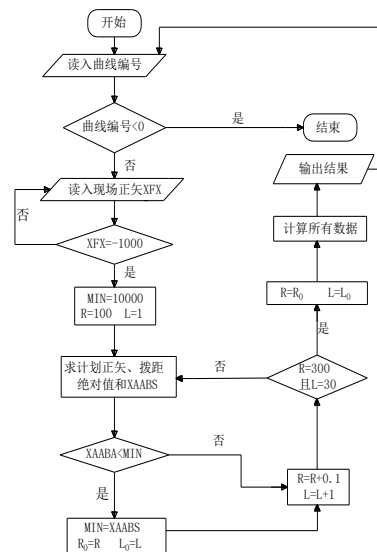 开始
读入曲线编号
曲线编号<0
是
结束
否
读入现场正矢XFX
输出结果
否
XFX=-1000
计算所有数据
是
MIN=10000
R=100 L=1
R=R₀ L=L₀
是
求计划正矢、拨距
绝对值和XAABS
否
R=300
且L=30
XAABA<MIN
否
是
R=R+0.1
L=L+1
MIN=XAABS
R₀=R L₀=L